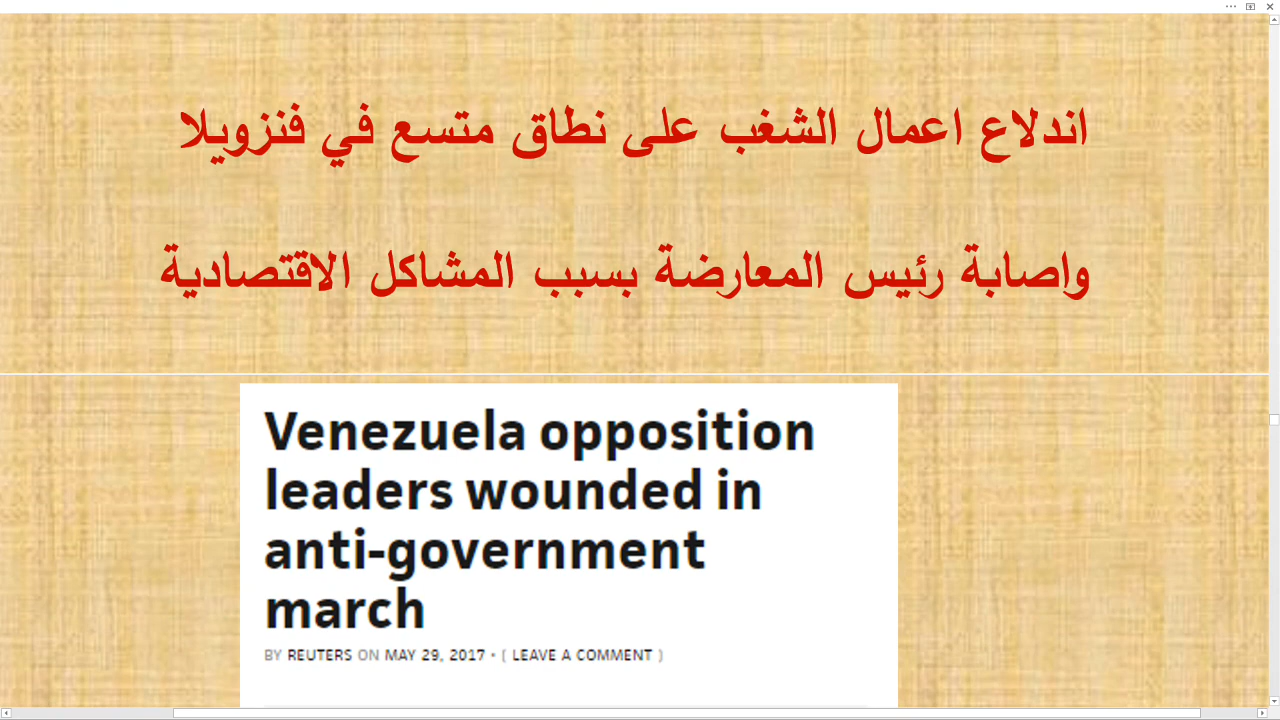 اندلاع اعمال الشغب على نطاق متسع في فنزويلا
واصابة رئيس المعارضة بسبب المشاكل الاقتصادية
Venezuela opposition
leaders wounded in
anti-government
march
BY REUTERS ON MAY 29, 2017 • ( LEAVE A COMMENT )